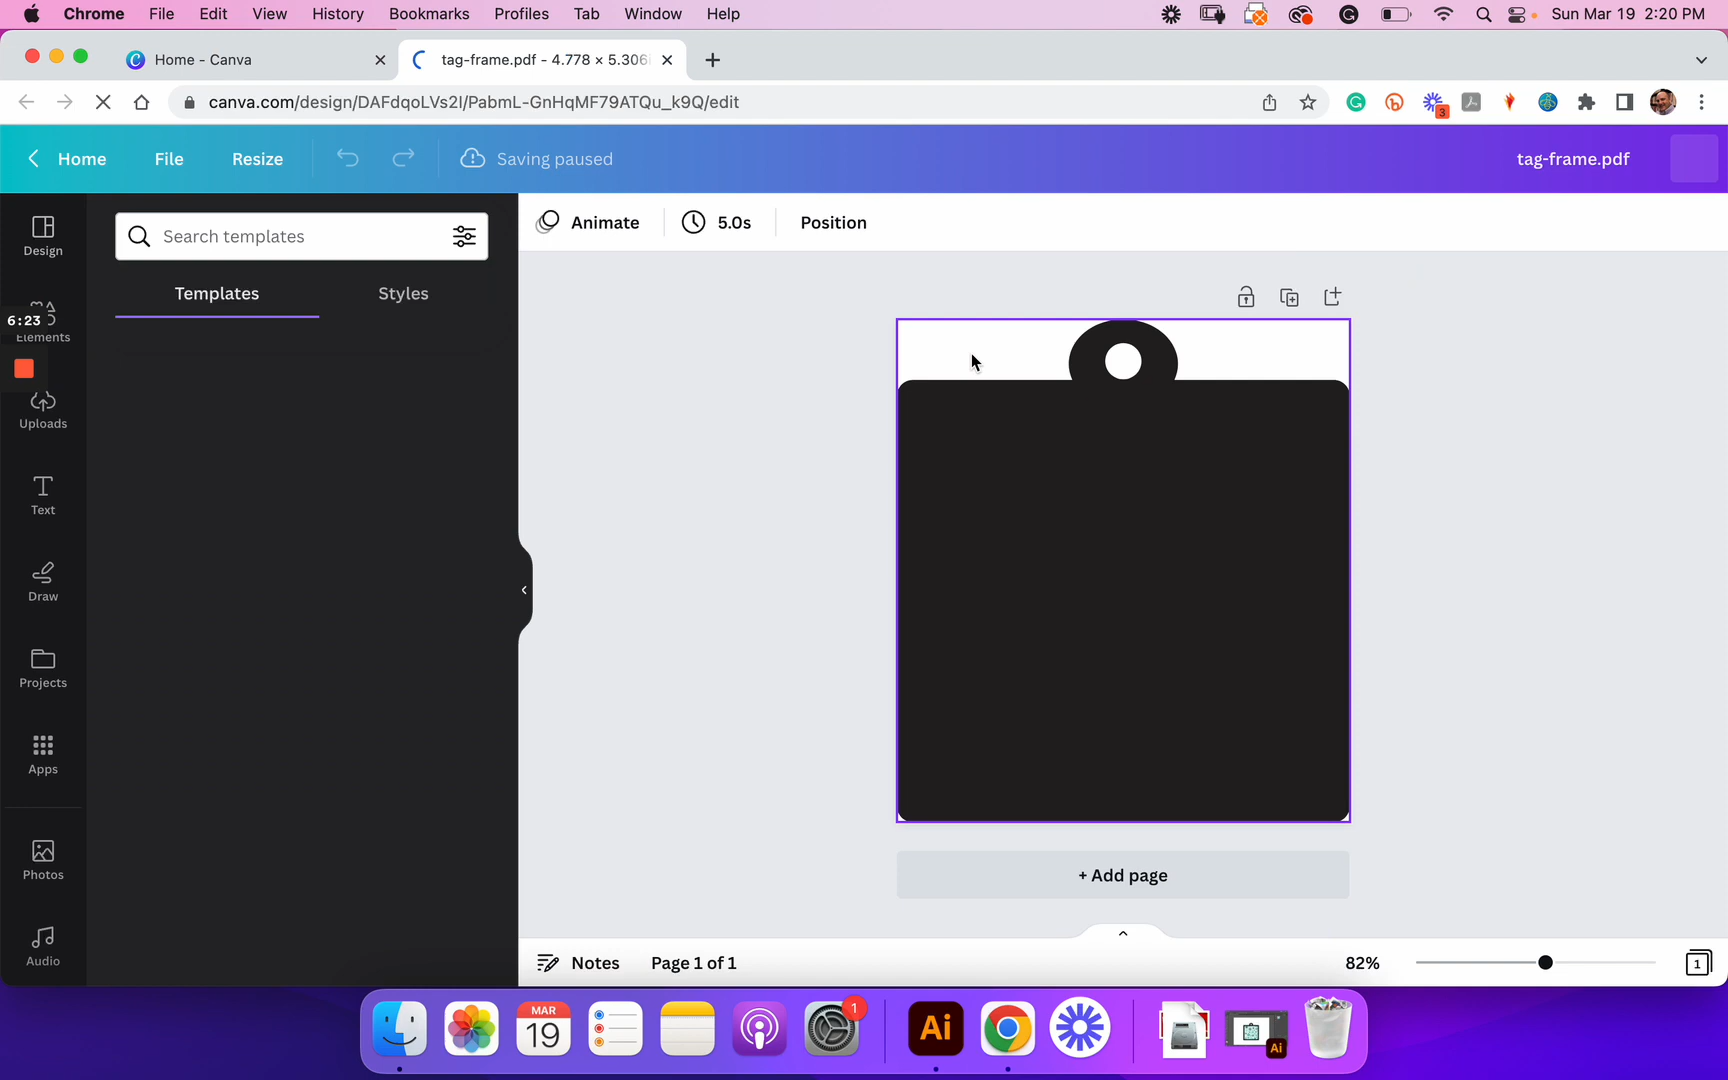 Chrome File Edit View History Bookmarks Profiles Tab Window Help Sun Mar 19 2:20 PM
Home - Canva
tag-frame.pdf - 4.778 × 5.306
canva.com/design/DAFdqoLVs2I/PabmL-GnHqMF79ATQu_k9Q/edit
3
Home File Resize Saving paused tag-frame.pdf
Design
Search templates
Animate 5.0s Position
Templates Styles
6:23
Elements
Uploads
Text
Draw
Projects
Apps
Photos
Audio
+ Add page
Notes Page 1 of 1 82% 1
MAR
19
1
Ai
Ai